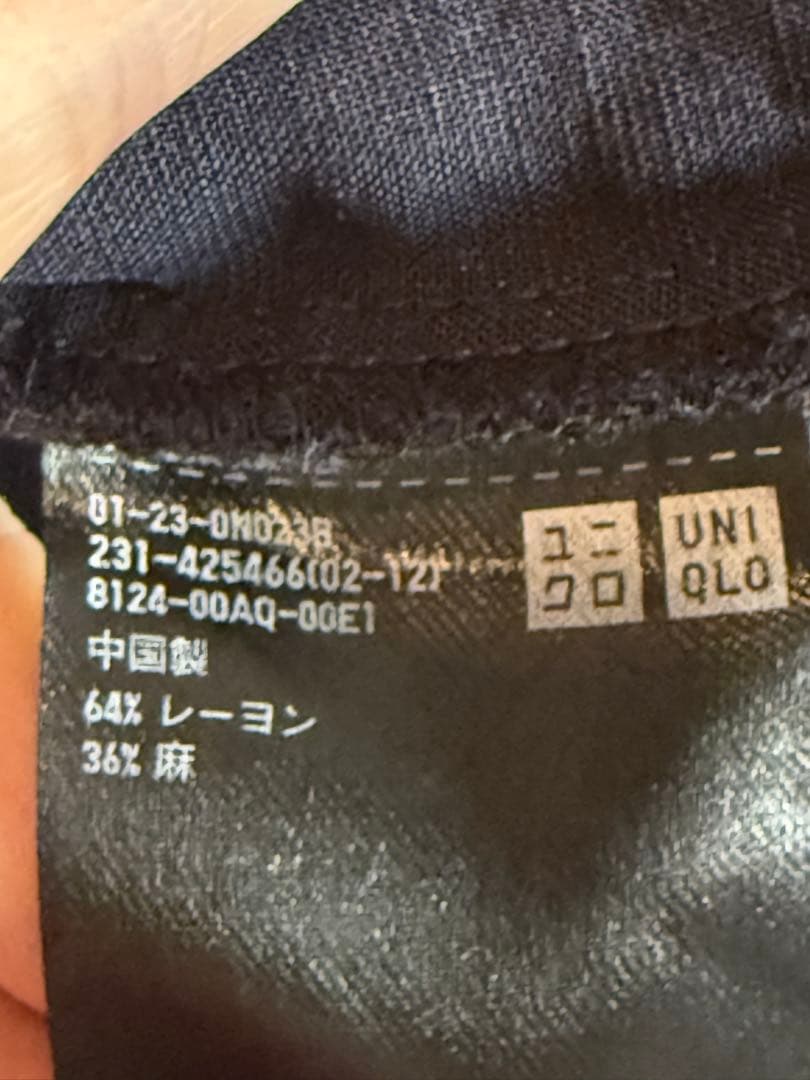 01-23-0M023B
231-425466(02-12)
8124-00AQ-00E1
中国製
64% レーヨン
36% 麻
ユニ
クロ
UNI
QLO